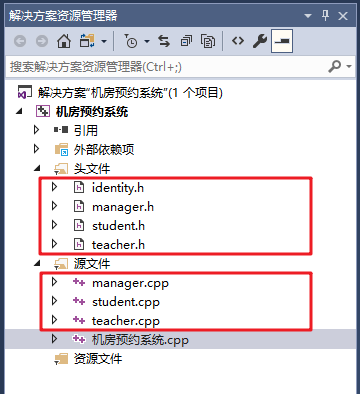 解决方案资源管理器
搜索解决方案资源管理器(Ctrl+;)
解决方案"机房预约系统"(1 个项目)
机房预约系统
引用
外部依赖项
头文件
identity.h
manager.h
student.h
teacher.h
源文件
manager.cpp
student.cpp
teacher.cpp
机房预约系统.cpp
资源文件